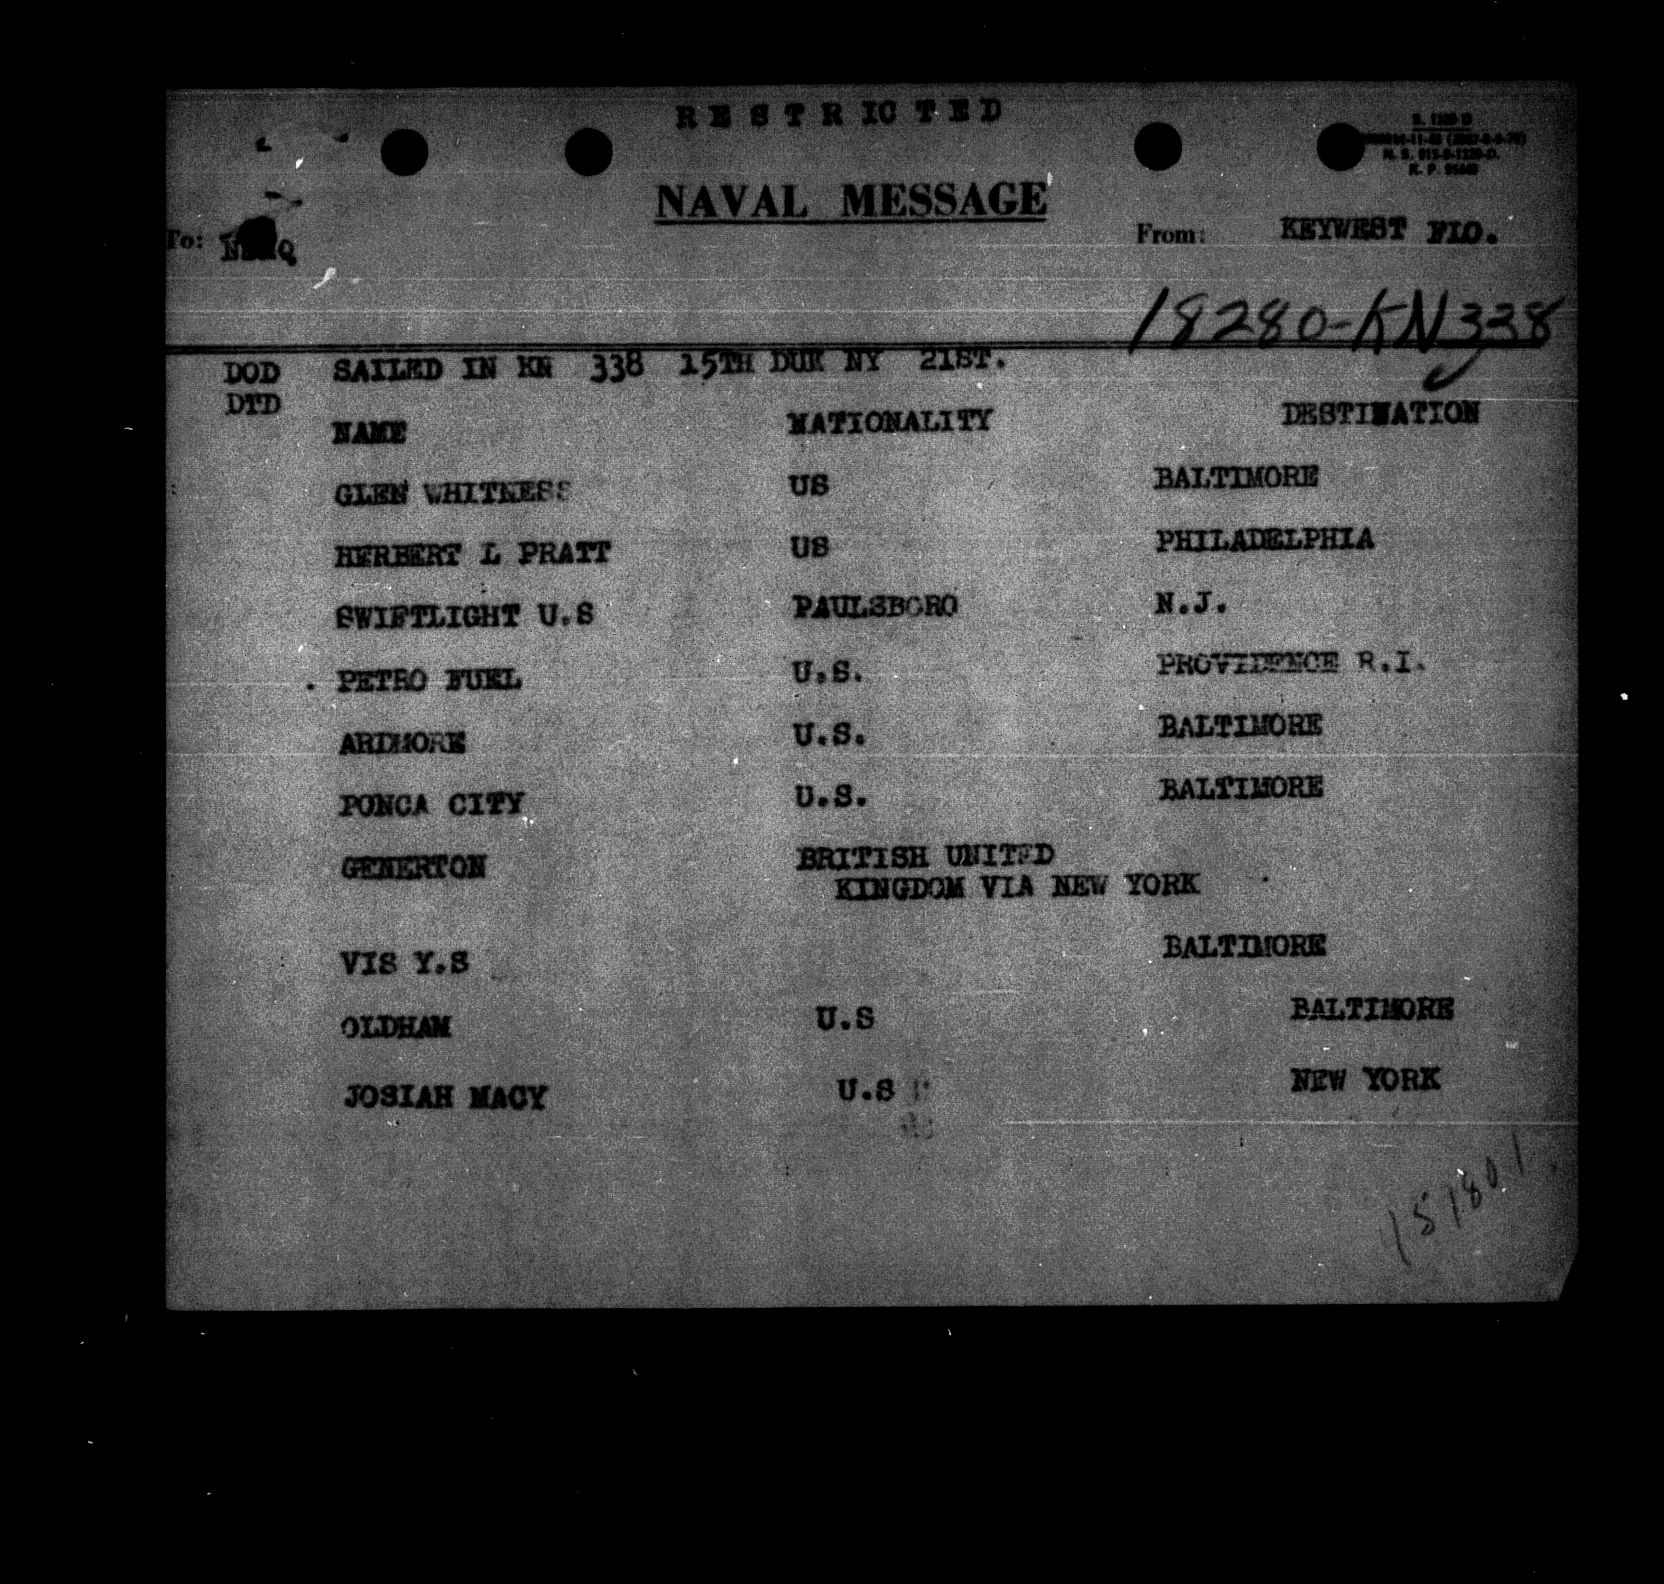 RESTRICTED
NAVAL MESSAGE
To:
From: KEYWEST FLO.
18280-KN338
DOD SAILED IN KN 338 15TH DUE NY 21ST.
DTD
NAME NATIONALITY DESTINATION
GLEN WHITNESS US BALTIMORE
HERBERT L PRATT US PHILADELPHIA
SWIFTLIGHT U.S PAULSBORO N.J.
PETRO FUEL U.S. PROVIDENCE R.I.
ARDMORE U.S. BALTIMORE
PONCA CITY U.S. BALTIMORE
GENERTON BRITISH UNITED
KINGDOM VIA NEW YORK
VIS Y.S BALTIMORE
OLDHAM U.S BALTIMORE
JOSIAH MACY U.S NEW YORK